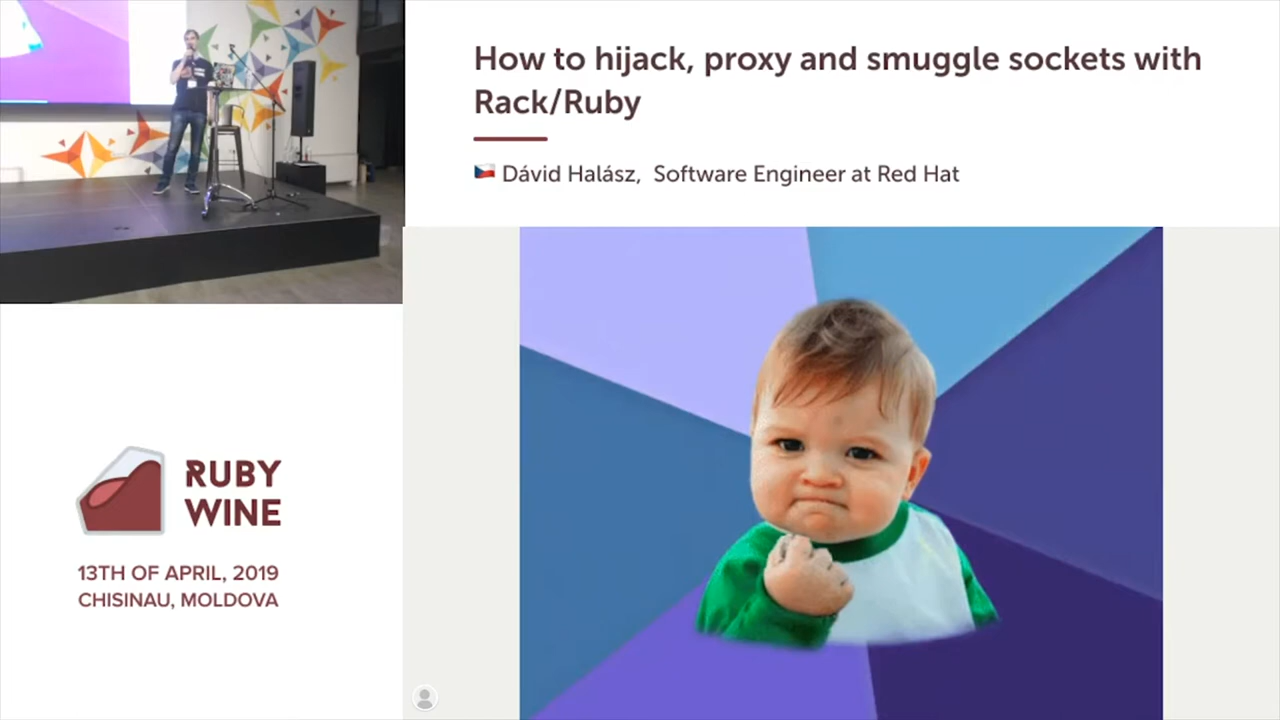 How to hijack, proxy and smuggle sockets with
Rack/Ruby
Dávid Halász, Software Engineer at Red Hat
RUBY
WINE
13TH OF APRIL, 2019
CHISINAU, MOLDOVA